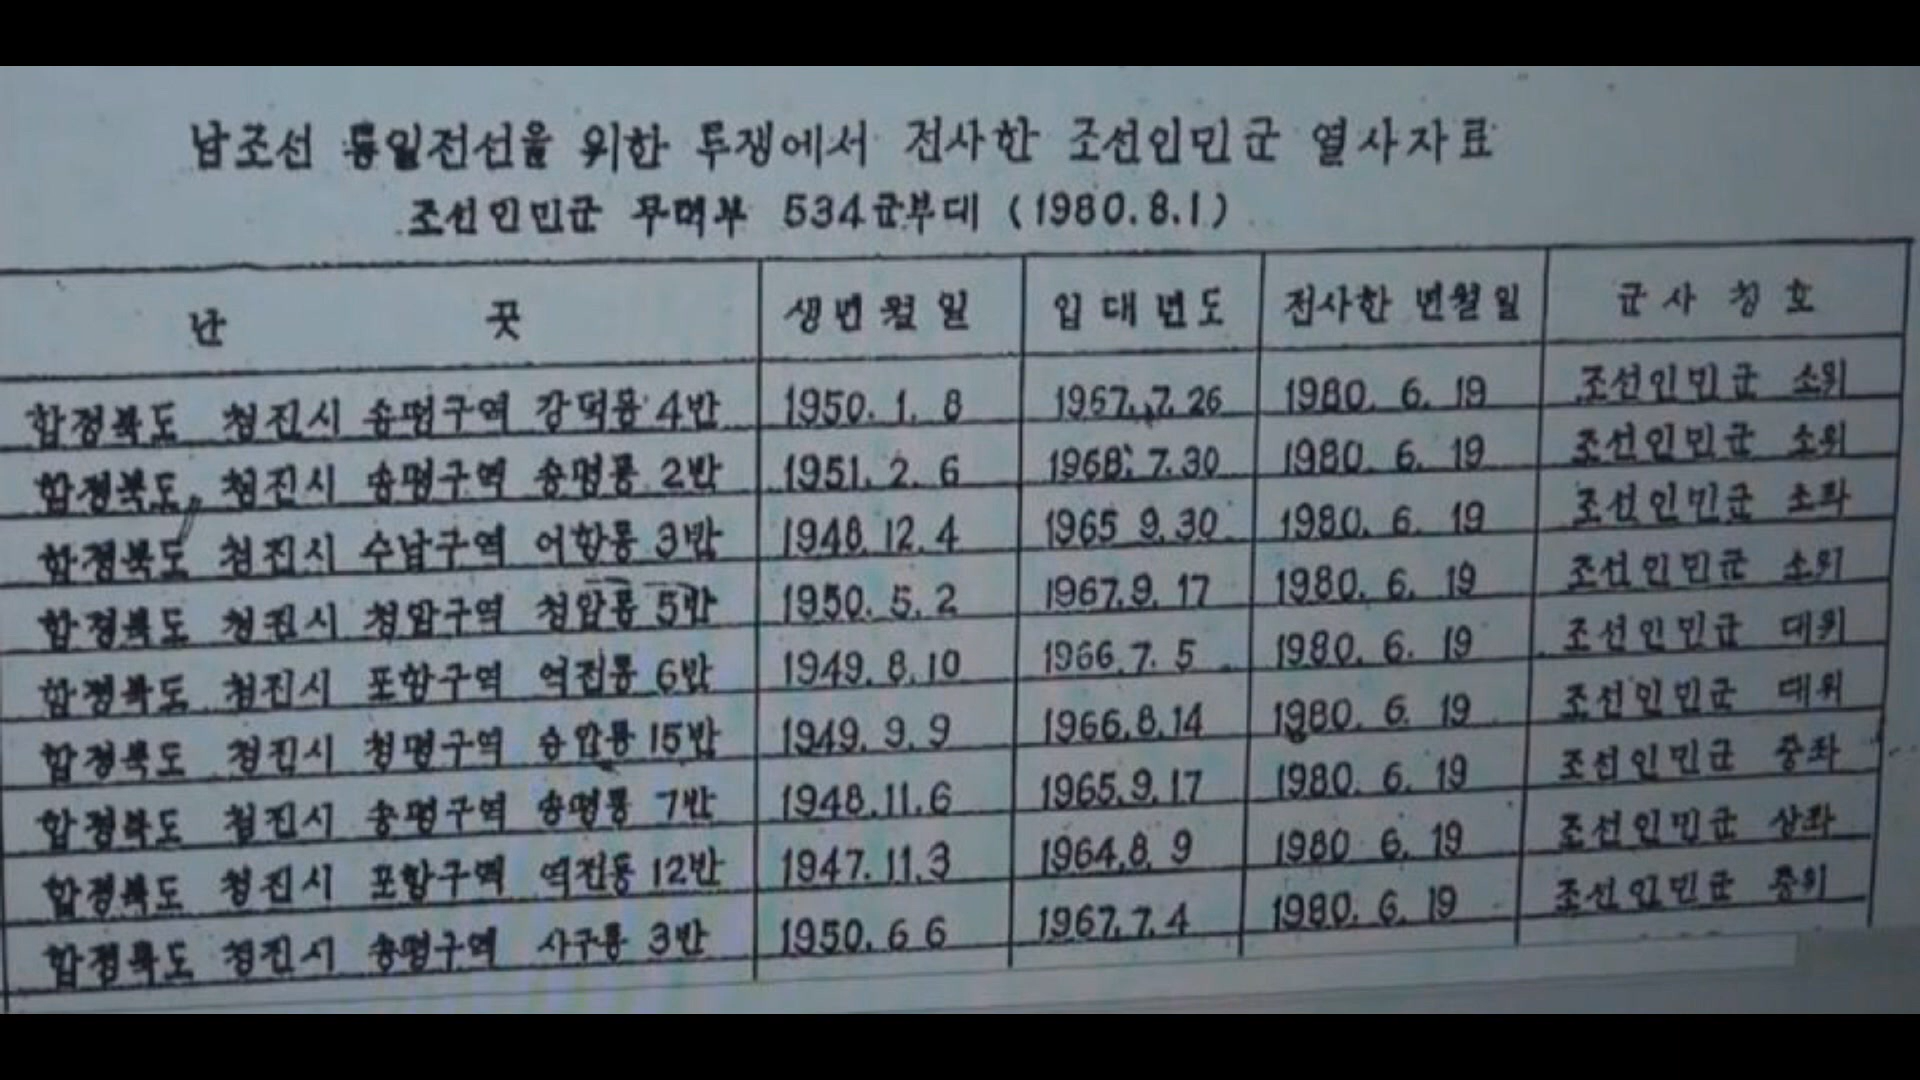 남조선 통일전선을 위한 투쟁에서 전사한 조선인민군 열사자료
조선인민군 무력부 534군부대 (1980.8.1)
난 곳 생년월일 입대년도 전사한 년월일 군사칭호
함경북도 청진시 송평구역 강덕동 4반 1950. 1. 8 1967. 7. 26 1980. 6. 19 조선인민군 소위
함경북도 청진시 송평구역 송평동 2반 1951. 2. 6 1968. 7. 30 1980. 6. 19 조선인민군 소위
함경북도 청진시 수남구역 어항동 3반 1948. 12. 4 1965 9. 30 1980. 6. 19 조선인민군 소좌
함경북도 청진시 청암구역 청암동 5반 1950. 5. 2 1967. 9. 17 1980. 6. 19 조선인민군 소위
함경북도 청진시 포항구역 역전동 6반 1949. 8. 10 1966. 7. 5 1980. 6. 19 조선인민군 대위
함경북도 청진시 청평구역 승암동 15반 1949. 9. 9 1966. 8. 14 1980. 6. 19 조선인민군 대위
함경북도 청진시 송평구역 송평동 7반 1948. 11. 6 1965. 9. 17 1980. 6. 19 조선인민군 중좌
함경북도 청진시 포항구역 역전동 12반 1947. 11. 3 1964. 8. 9 1980 6. 19 조선인민군 상좌
함경북도 청진시 송평구역 사구동 3반 1950. 6 6 1967. 7. 4 1980. 6. 19 조선인민군 중위